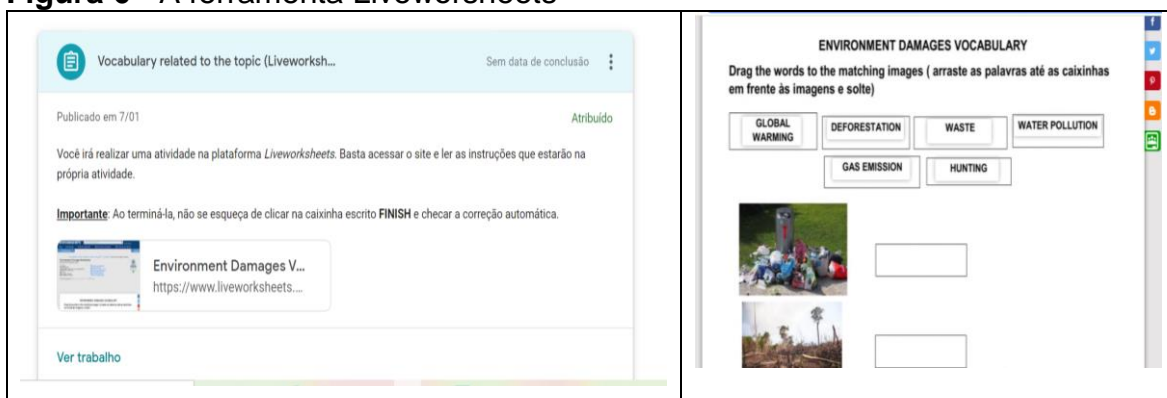 Vocabulary related to the topic (Liveworksh...
Sem data de conclusão
Publicado em 7/01
Atribuído
Você irá realizar uma atividade na plataforma Liveworksheets. Basta acessar o site e ler as instruções que estarão na
própria atividade.
Importante: Ao terminá-la, não se esqueça de clicar na caixinha escrito FINISH e checar a correção automática.
Environment Damages V...
https://www.liveworksheets....
Ver trabalho
ENVIRONMENT DAMAGES VOCABULARY
Drag the words to the matching images ( arraste as palavras até as caixinhas
em frente às imagens e solte)
GLOBAL
WARMING
DEFORESTATION
WASTE
WATER POLLUTION
GAS EMISSION
HUNTING